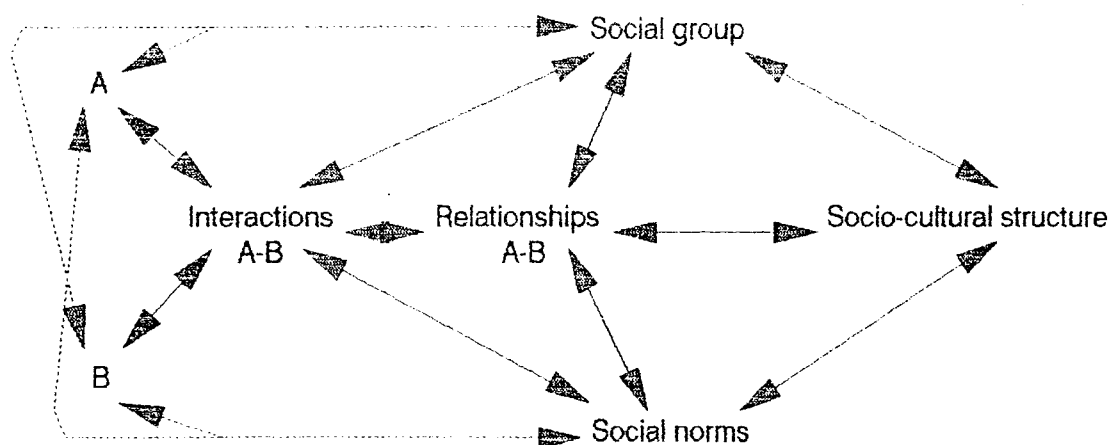 Social group
A
Interactions
A-B
Relationships
A-B
Socio-cultural structure
B
Social norms